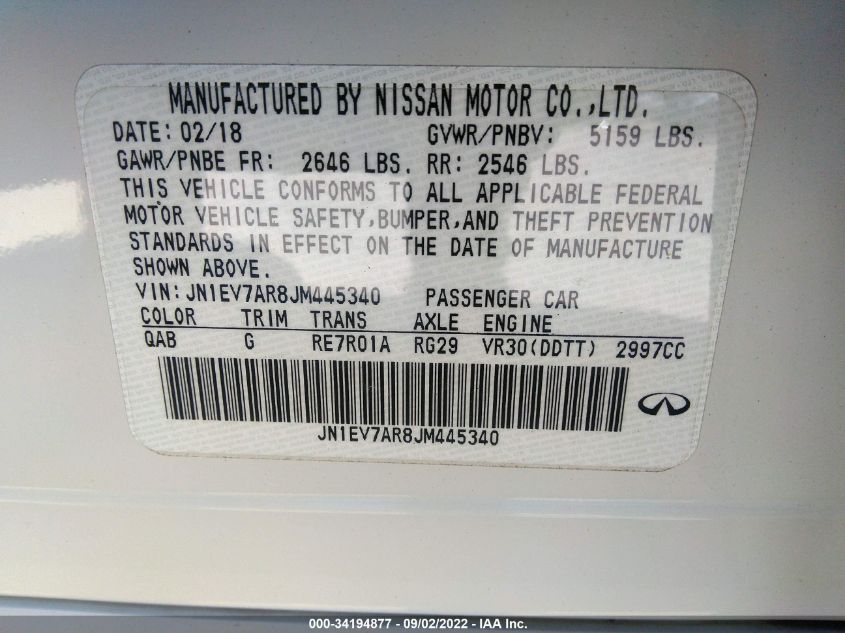 MANUFACTURED BY NISSAN MOTOR CO.,LTD.
DATE: 02/18 GVWR/PNBV: 5159 LBS.
GAWR/PNBE FR: 2646 LBS. RR: 2546 LBS.
THIS VEHICLE CONFORMS TO ALL APPLICABLE FEDERAL
MOTOR VEHICLE SAFETY,BUMPER,AND THEFT PREVENTION
STANDARDS IN EFFECT ON THE DATE OF MANUFACTURE
SHOWN ABOVE.
VIN:JN1EV7AR8JM445340 PASSENGER CAR
COLOR TRIM TRANS AXLE ENGINE
QAB G RE7R01A RG29 VR30(DDTT) 2997CC
JN1EV7AR8JM445340
000-34194877 - 09/02/2022 - IAA Inc.